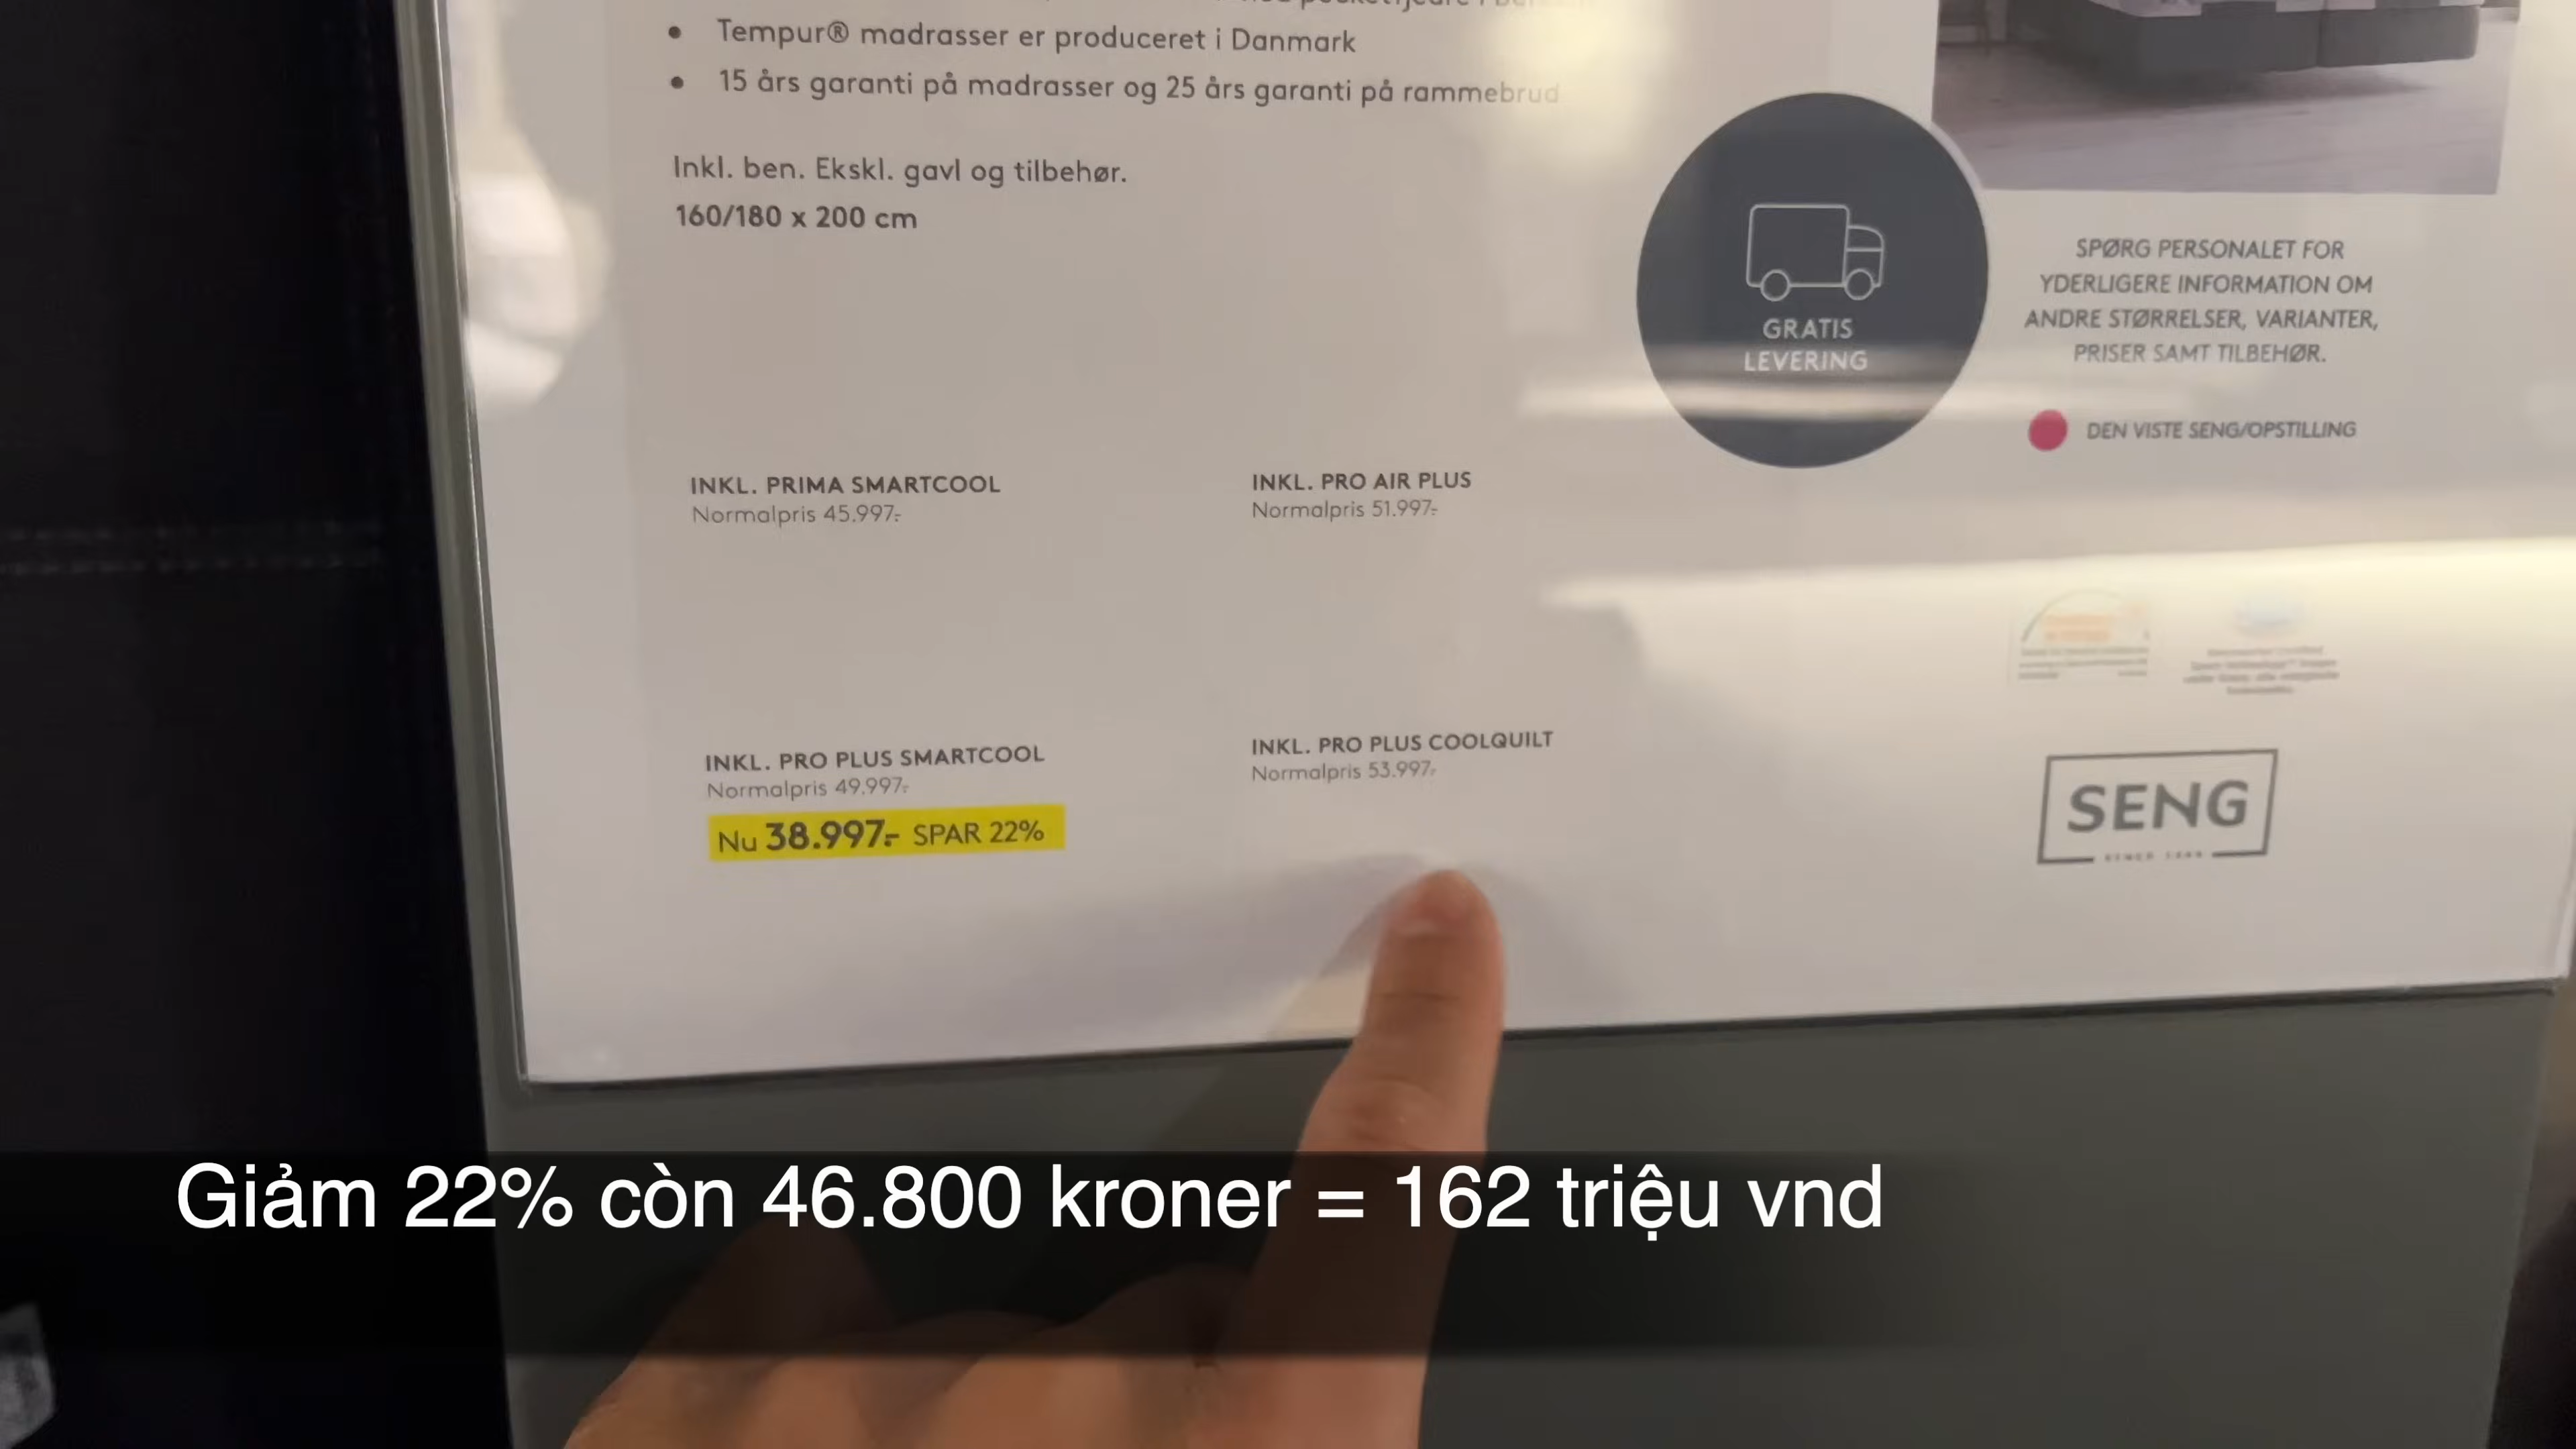 Tempur® madrasser er produceret i Danmark
15 års garanti på madrasser og 25 års garanti på rammebrud
Inkl. ben. Ekskl. gavl og tilbehør.
160/180 x 200 cm
GRATIS
LEVERING
SPØRG PERSONALET FOR
YDERLIGERE INFORMATION OM
ANDRE STØRRELSER, VARIANTER,
PRISER SAMT TILBEHØR.
DEN VISTE SENG/OPSTILLING
INKL. PRIMA SMARTCOOL
Normalpris 45.997:-
INKL. PRO AIR PLUS
Normalpris 51.997:-
INKL. PRO PLUS SMARTCOOL
Normalpris 49.997:-
Nu 38.997:- SPAR 22%
INKL. PRO PLUS COOLQUILT
Normalpris 53.997:-
SENG
Giảm 22% còn 46.800 kroner = 162 triệu vnd